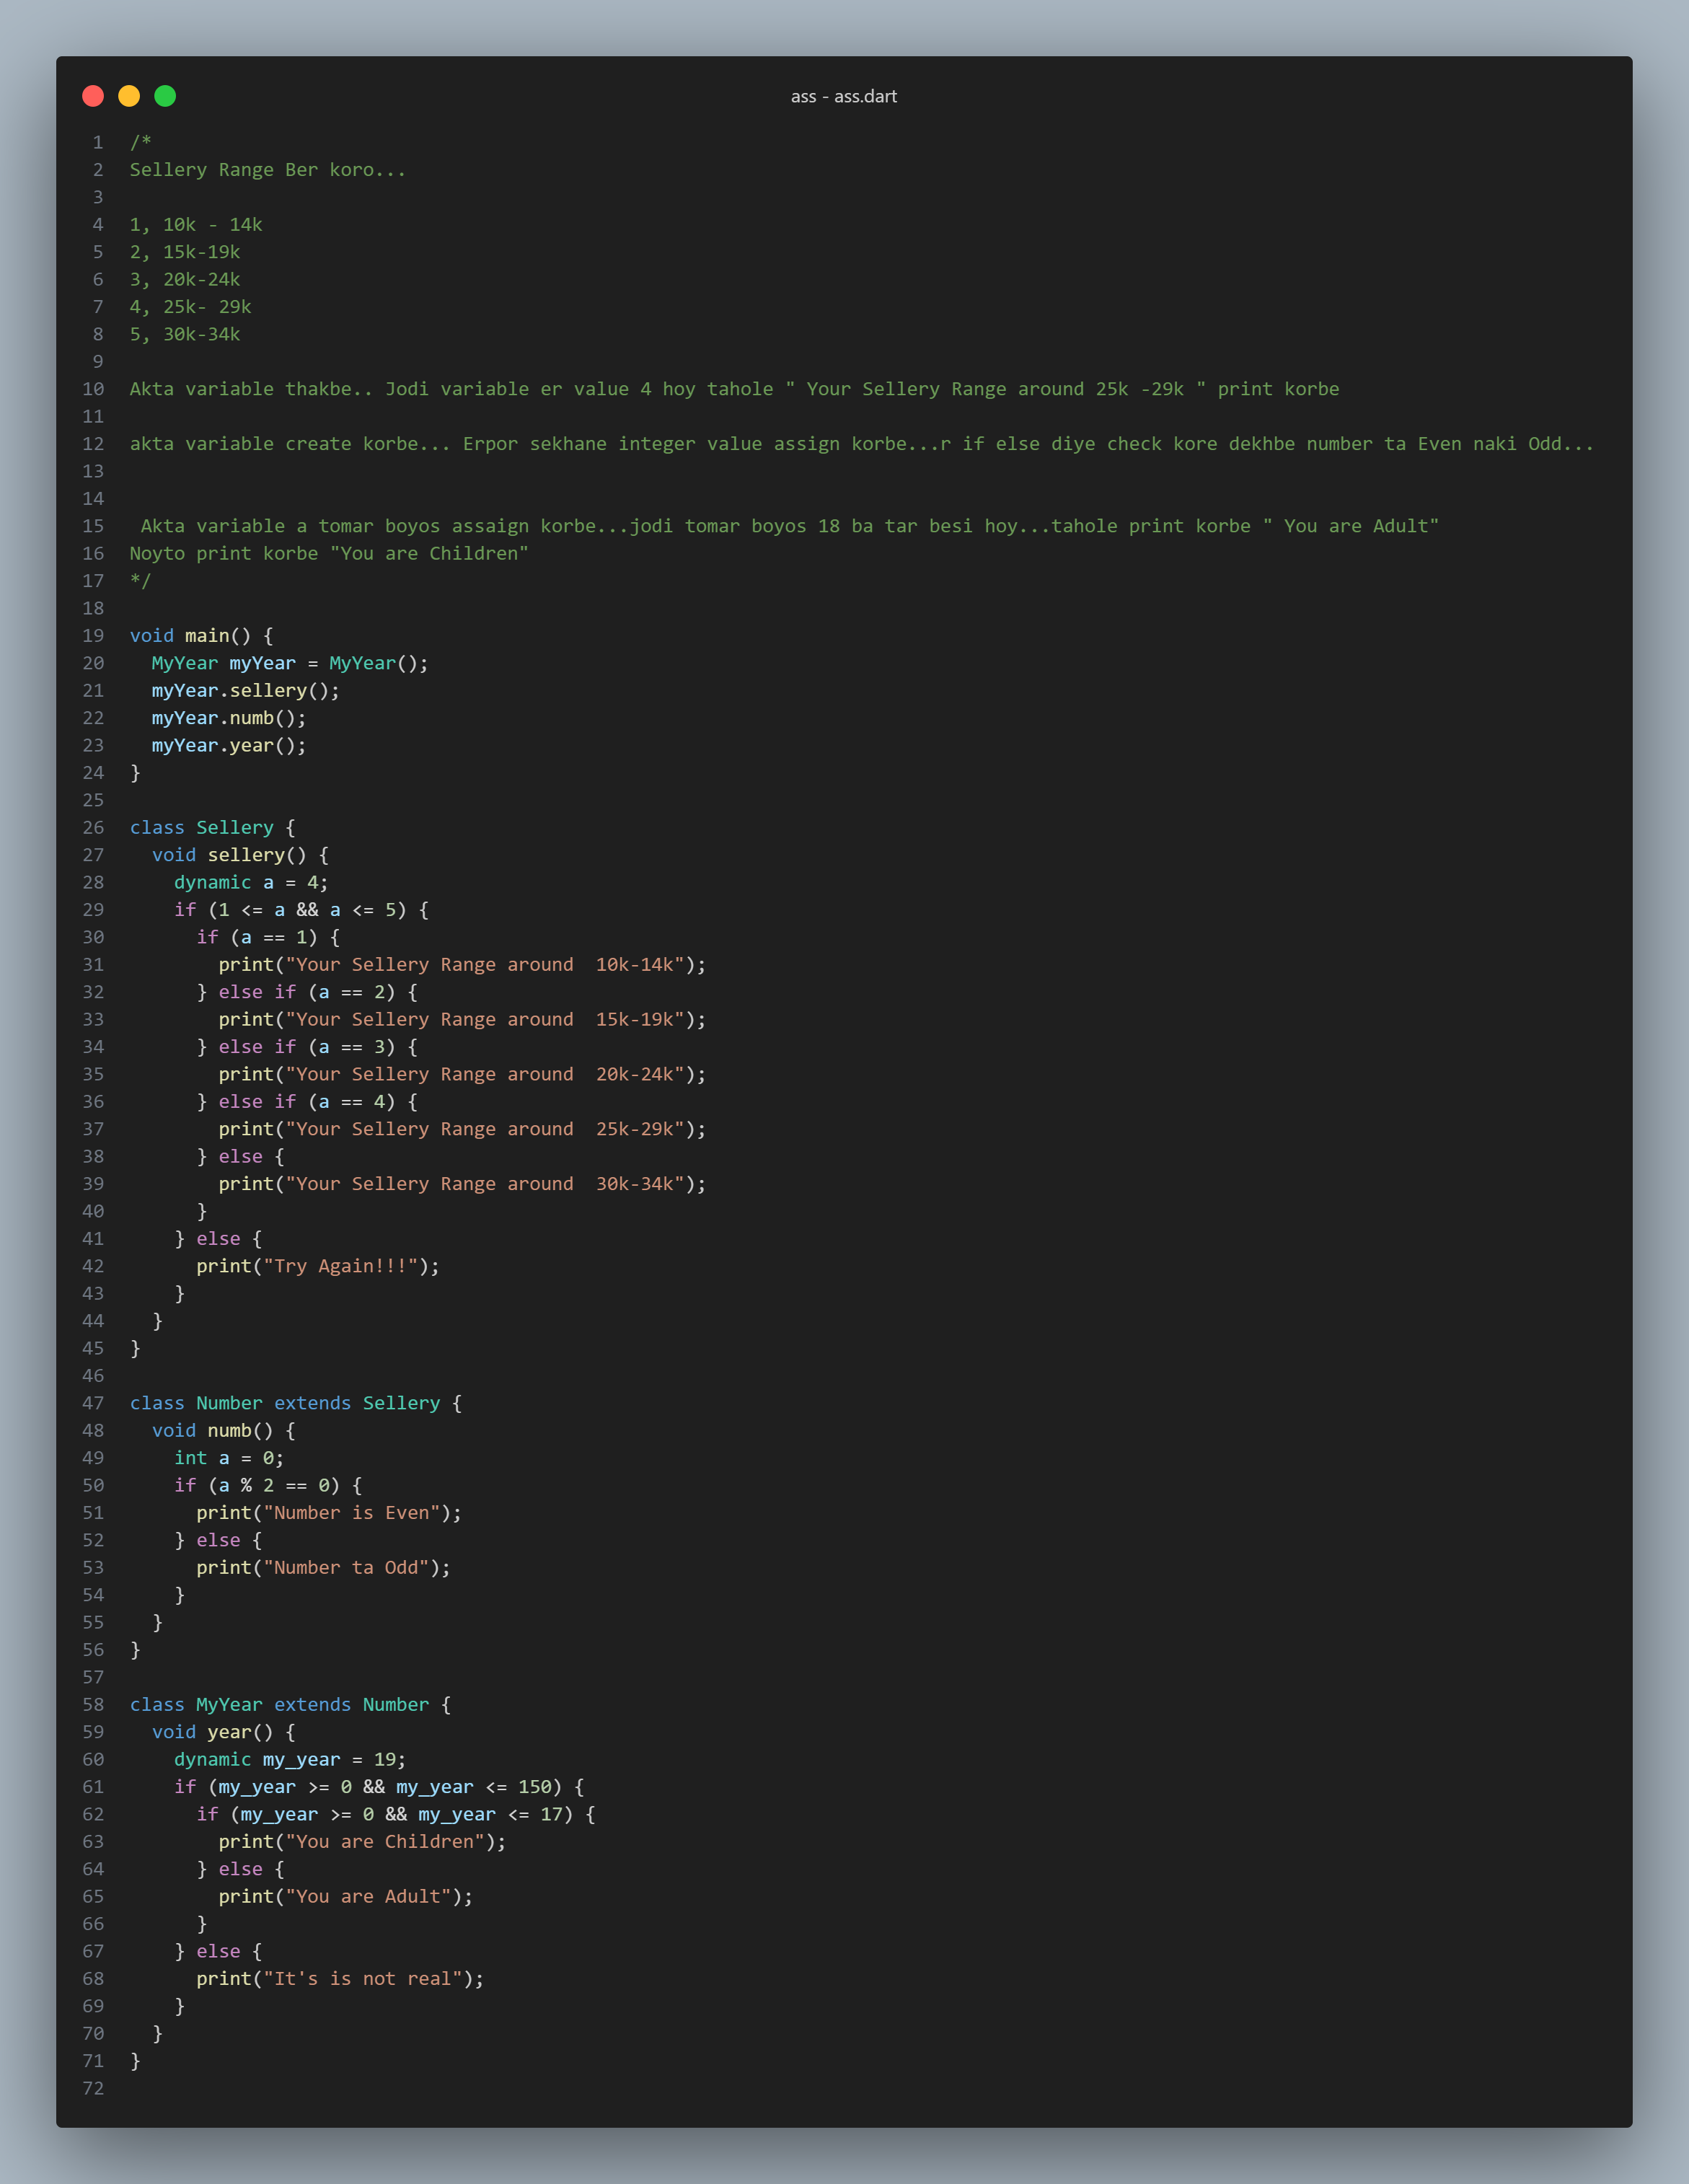 ass - ass.dart
1 /*
2 Sellery Range Ber koro...
3
4 1, 10k - 14k
5 2, 15k-19k
6 3, 20k-24k
7 4, 25k- 29k
8 5, 30k-34k
9
10 Akta variable thakbe.. Jodi variable er value 4 hoy tahole " Your Sellery Range around 25k -29k " print korbe
11
12 akta variable create korbe... Erpor sekhane integer value assign korbe...r if else diye check kore dekhbe number ta Even naki Odd...
13
14
15  Akta variable a tomar boyos assaign korbe...jodi tomar boyos 18 ba tar besi hoy...tahole print korbe " You are Adult"
16 Noyto print korbe "You are Children"
17 */
18
19 void main() {
20   MyYear myYear = MyYear();
21   myYear.sellery();
22   myYear.numb();
23   myYear.year();
24 }
25
26 class Sellery {
27   void sellery() {
28     dynamic a = 4;
29     if (1 <= a && a <= 5) {
30       if (a == 1) {
31         print("Your Sellery Range around  10k-14k");
32       } else if (a == 2) {
33         print("Your Sellery Range around  15k-19k");
34       } else if (a == 3) {
35         print("Your Sellery Range around  20k-24k");
36       } else if (a == 4) {
37         print("Your Sellery Range around  25k-29k");
38       } else {
39         print("Your Sellery Range around  30k-34k");
40       }
41     } else {
42       print("Try Again!!!");
43     }
44   }
45 }
46
47 class Number extends Sellery {
48   void numb() {
49     int a = 0;
50     if (a % 2 == 0) {
51       print("Number is Even");
52     } else {
53       print("Number ta Odd");
54     }
55   }
56 }
57
58 class MyYear extends Number {
59   void year() {
60     dynamic my_year = 19;
61     if (my_year >= 0 && my_year <= 150) {
62       if (my_year >= 0 && my_year <= 17) {
63         print("You are Children");
64       } else {
65         print("You are Adult");
66       }
67     } else {
68       print("It's is not real");
69     }
70   }
71 }
72